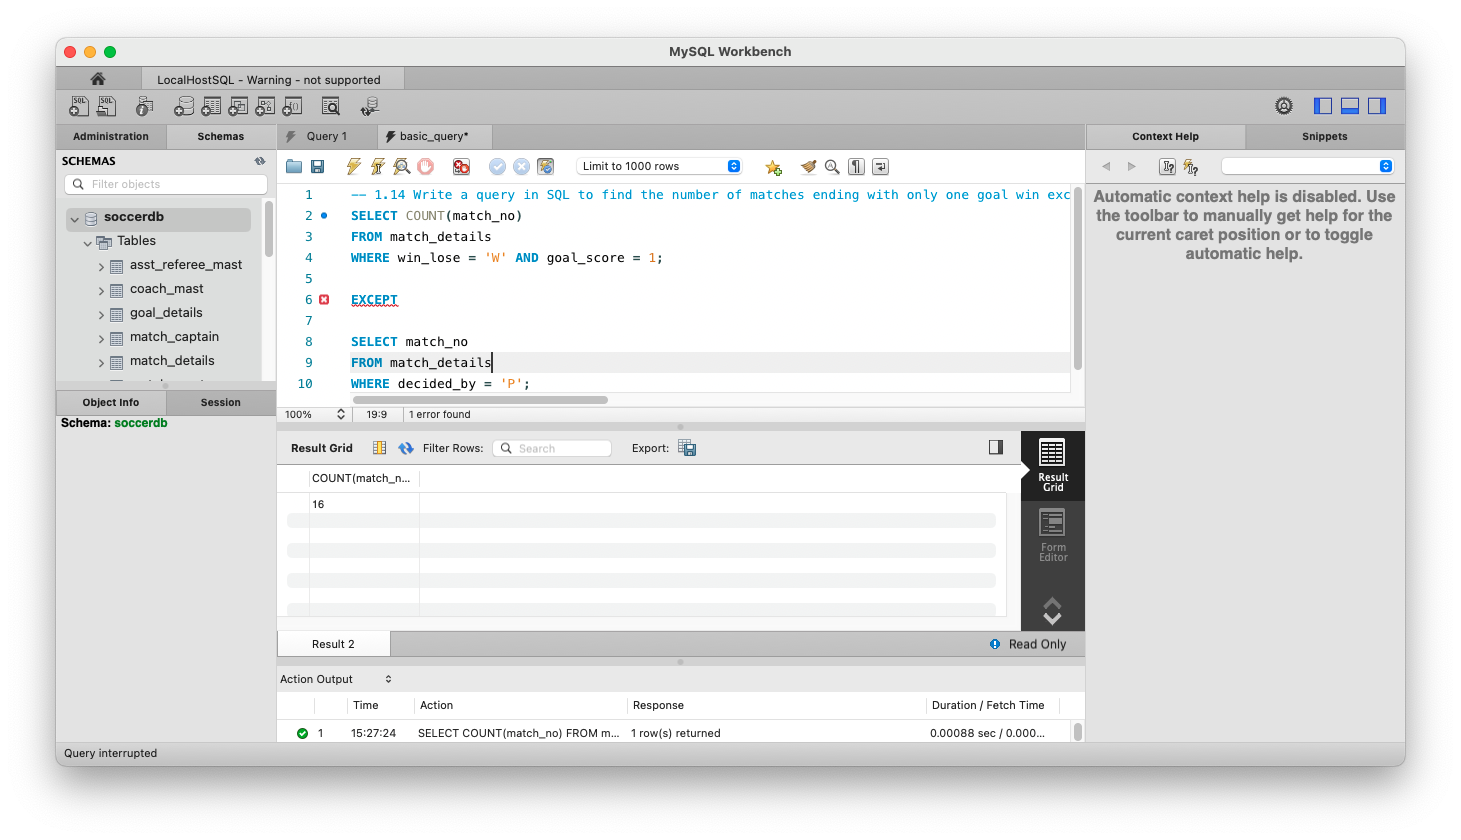 MySQL Workbench
LocalHostSQL - Warning - not supported
Administration
Schemas
Query 1
basic_query*
Context Help
Snippets
SCHEMAS
Filter objects
Limit to 1000 rows
soccerdb
Tables
asst_referee_mast
coach_mast
goal_details
match_captain
match_details
1 -- 1.14 Write a query in SQL to find the number of matches ending with only one goal win exc
2 SELECT COUNT(match_no)
3 FROM match_details
4 WHERE win_lose = 'W' AND goal_score = 1;
5
6 EXCEPT
7
8 SELECT match_no
9 FROM match_details
10 WHERE decided_by = 'P';
Automatic context help is disabled. Use
the toolbar to manually get help for the
current caret position or to toggle
automatic help.
Object Info
Session
Schema: soccerdb
100%
19:9
1 error found
Result Grid
Filter Rows:
Search
Export:
COUNT(match_n...
16
Result
Grid
Form
Editor
Result 2
Read Only
Action Output
Time
Action
Response
Duration / Fetch Time
1
15:27:24
SELECT COUNT(match_no) FROM m...
1 row(s) returned
0.00088 sec / 0.000...
Query interrupted